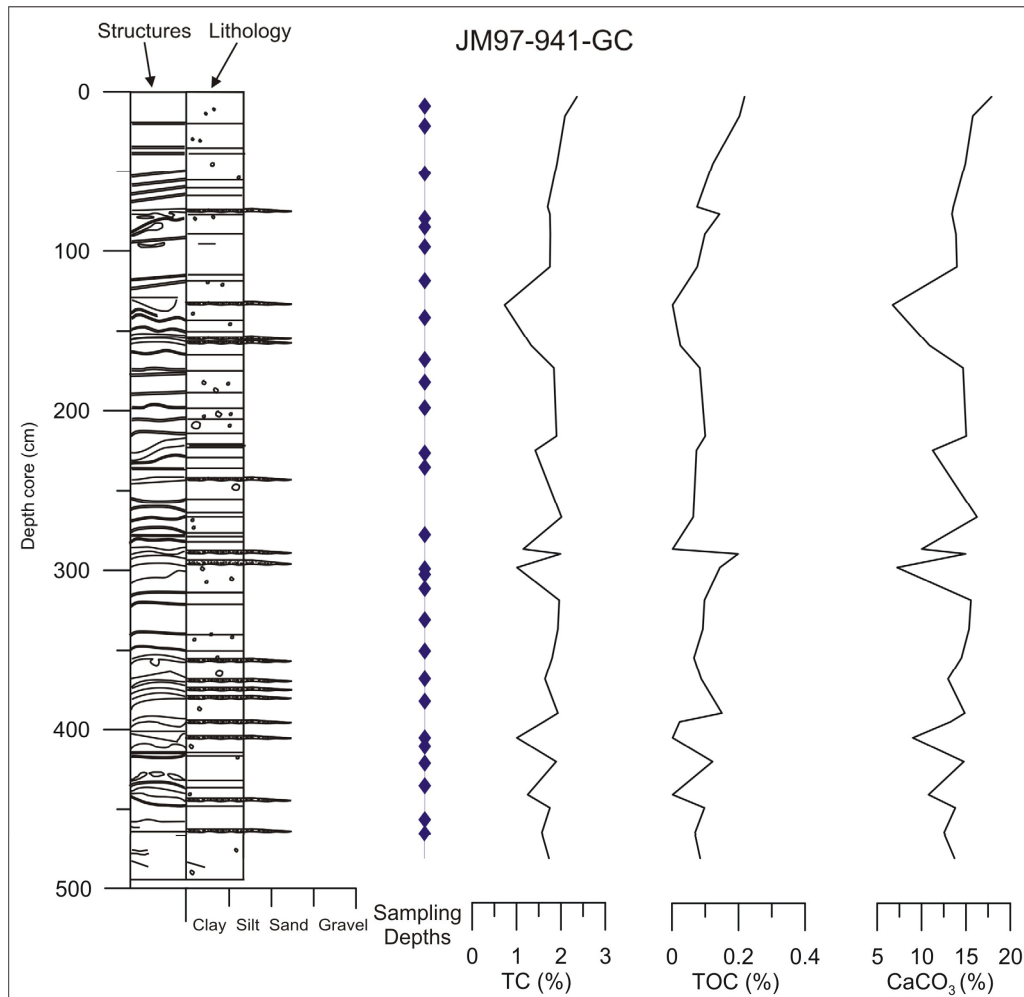 JM97-941-GC
Structures Lithology
0
100
200
300
400
500
Depth core (cm)
Clay Silt Sand Gravel
Sampling
Depths
0 1 2 3
TC (%)
0 0.2 0.4
TOC (%)
5 10 15 20
CaCO₃ (%)